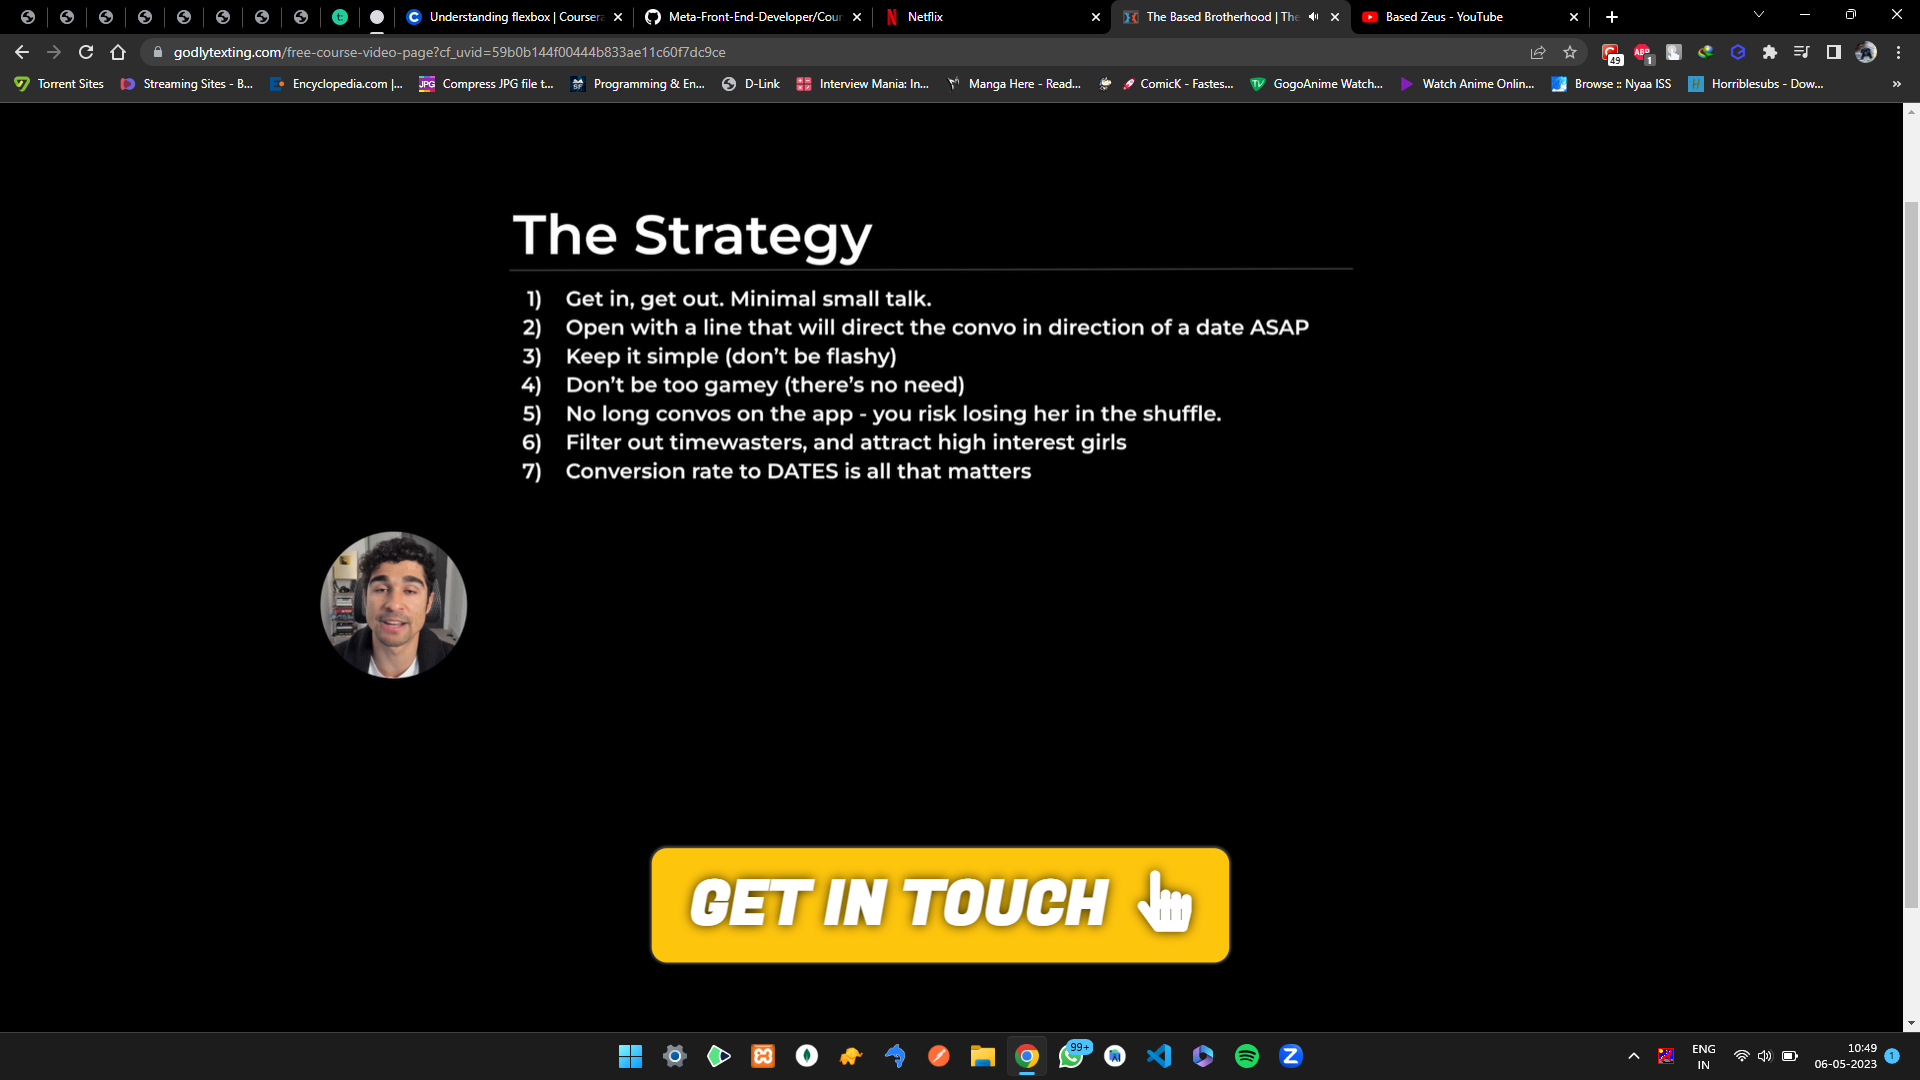 Understanding flexbox | Coursera
Meta-Front-End-Developer/Cour
Netflix
The Based Brotherhood | The
Based Zeus - YouTube
godlytexting.com/free-course-video-page?cf_uvid=59b0b144f00444b833ae11c60f7dc9ce
49
ABP
1
Torrent Sites
Streaming Sites - B...
Encyclopedia.com |...
JPG
Compress JPG file t...
Programming & En...
D-Link
Interview Mania: In...
Manga Here - Read...
ComicK - Fastes...
GogoAnime Watch...
Watch Anime Onlin...
Browse :: Nyaa ISS
Horriblesubs - Dow...
The Strategy
1) Get in, get out. Minimal small talk.
2) Open with a line that will direct the convo in direction of a date ASAP
3) Keep it simple (don't be flashy)
4) Don't be too gamey (there's no need)
5) No long convos on the app - you risk losing her in the shuffle.
6) Filter out timewasters, and attract high interest girls
7) Conversion rate to DATES is all that matters
GET IN TOUCH
99+
ENG
IN
10:49
06-05-2023
1